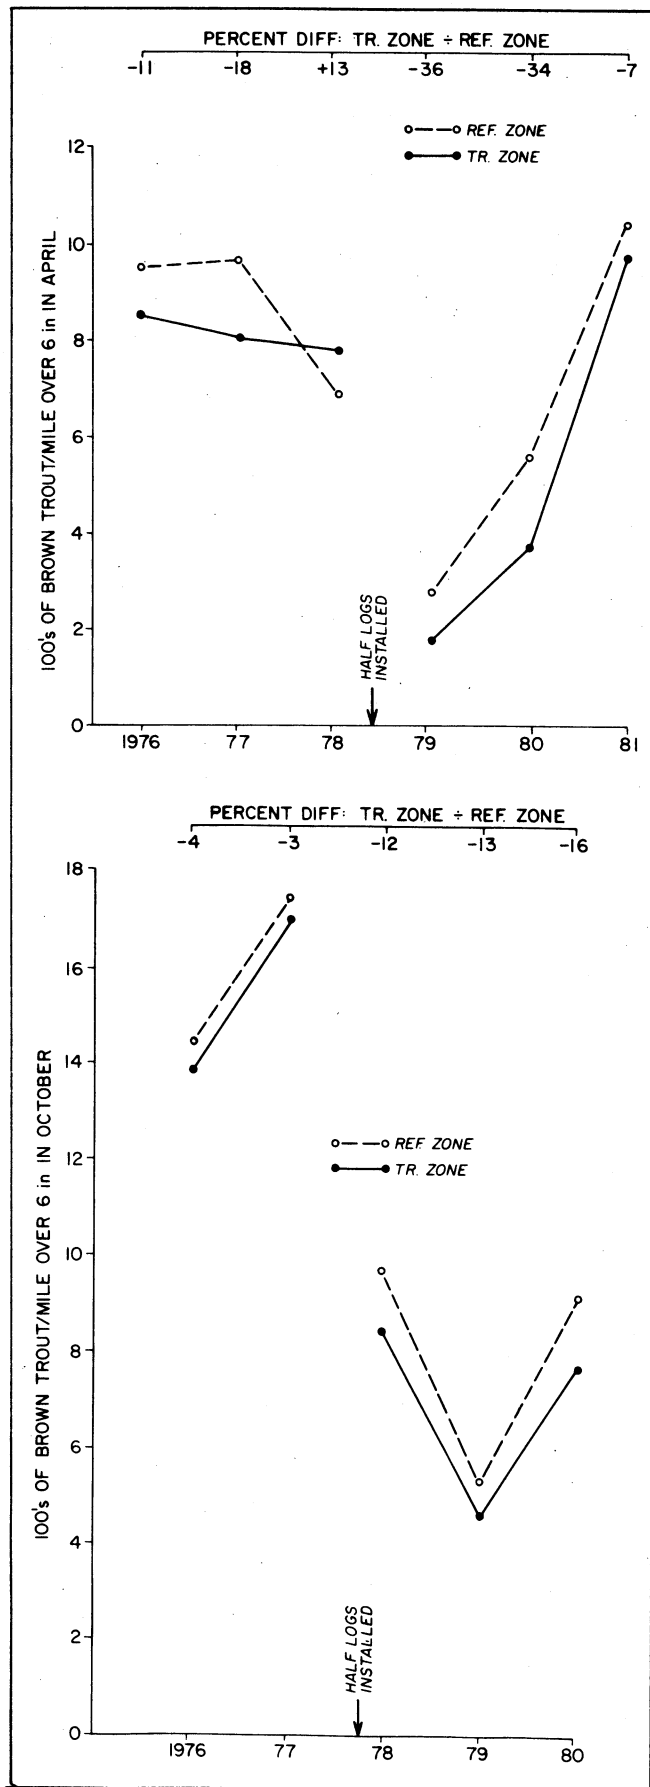 PERCENT DIFF: TR. ZONE ÷ REF. ZONE
-11 -18 +13 -36 -34 -7
REF. ZONE
TR. ZONE
100's OF BROWN TROUT/MILE OVER 6 in IN APRIL
12
10
8
6
4
2
0
HALF LOGS
INSTALLED
1976 77 78 79 80 81
PERCENT DIFF: TR. ZONE ÷ REF. ZONE
-4 -3 -12 -13 -16
100's OF BROWN TROUT/MILE OVER 6 in IN OCTOBER
18
16
14
12
10
8
6
4
2
0
REF. ZONE
TR. ZONE
HALF LOGS
INSTALLED
1976 77 78 79 80